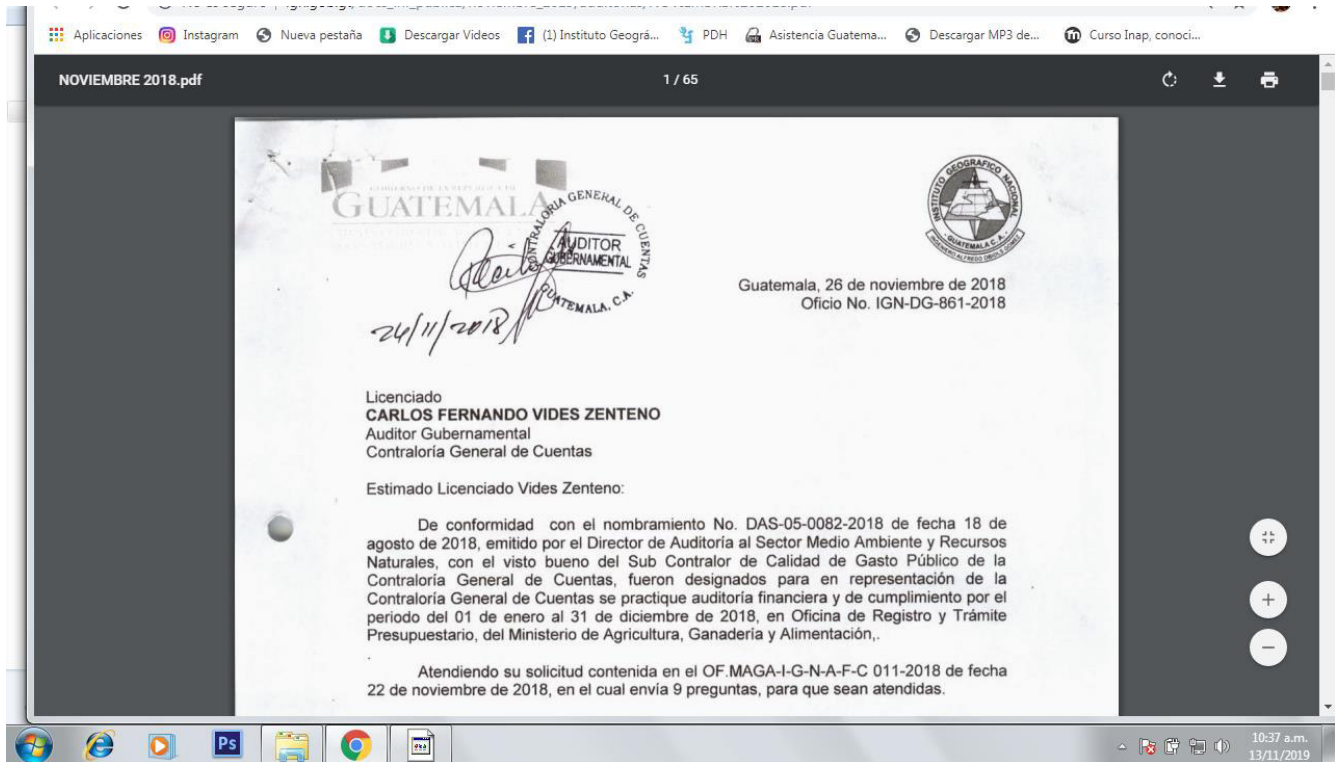 Aplicaciones Instagram Nueva pestaña Descargar Videos (1) Instituto Geográ... PDH Asistencia Guatema... Descargar MP3 de... Curso Inap, conoci...
NOVIEMBRE 2018.pdf 1 / 65
GUATEMALA
CONTRALORIA GENERAL DE CUENTAS
AUDITOR
GUBERNAMENTAL
GUATEMALA, C.A.
INSTITUTO GEOGRAFICO NACIONAL
GUATEMALA C.A.
INGENIERO ALFREDO OBIOLS GOMEZ
Guatemala, 26 de noviembre de 2018
Oficio No. IGN-DG-861-2018
/11/2018
Licenciado
CARLOS FERNANDO VIDES ZENTENO
Auditor Gubernamental
Contraloría General de Cuentas
Estimado Licenciado Vides Zenteno:
De conformidad con el nombramiento No. DAS-05-0082-2018 de fecha 18 de
agosto de 2018, emitido por el Director de Auditoría al Sector Medio Ambiente y Recursos
Naturales, con el visto bueno del Sub Contralor de Calidad de Gasto Público de la
Contraloría General de Cuentas, fueron designados para en representación de la
Contraloría General de Cuentas se practique auditoría financiera y de cumplimiento por el
periodo del 01 de enero al 31 de diciembre de 2018, en Oficina de Registro y Trámite
Presupuestario, del Ministerio de Agricultura, Ganadería y Alimentación,.
Atendiendo su solicitud contenida en el OF.MAGA-I-G-N-A-F-C 011-2018 de fecha
22 de noviembre de 2018, en el cual envía 9 preguntas, para que sean atendidas.
Ps
10:37 a.m.
13/11/2019